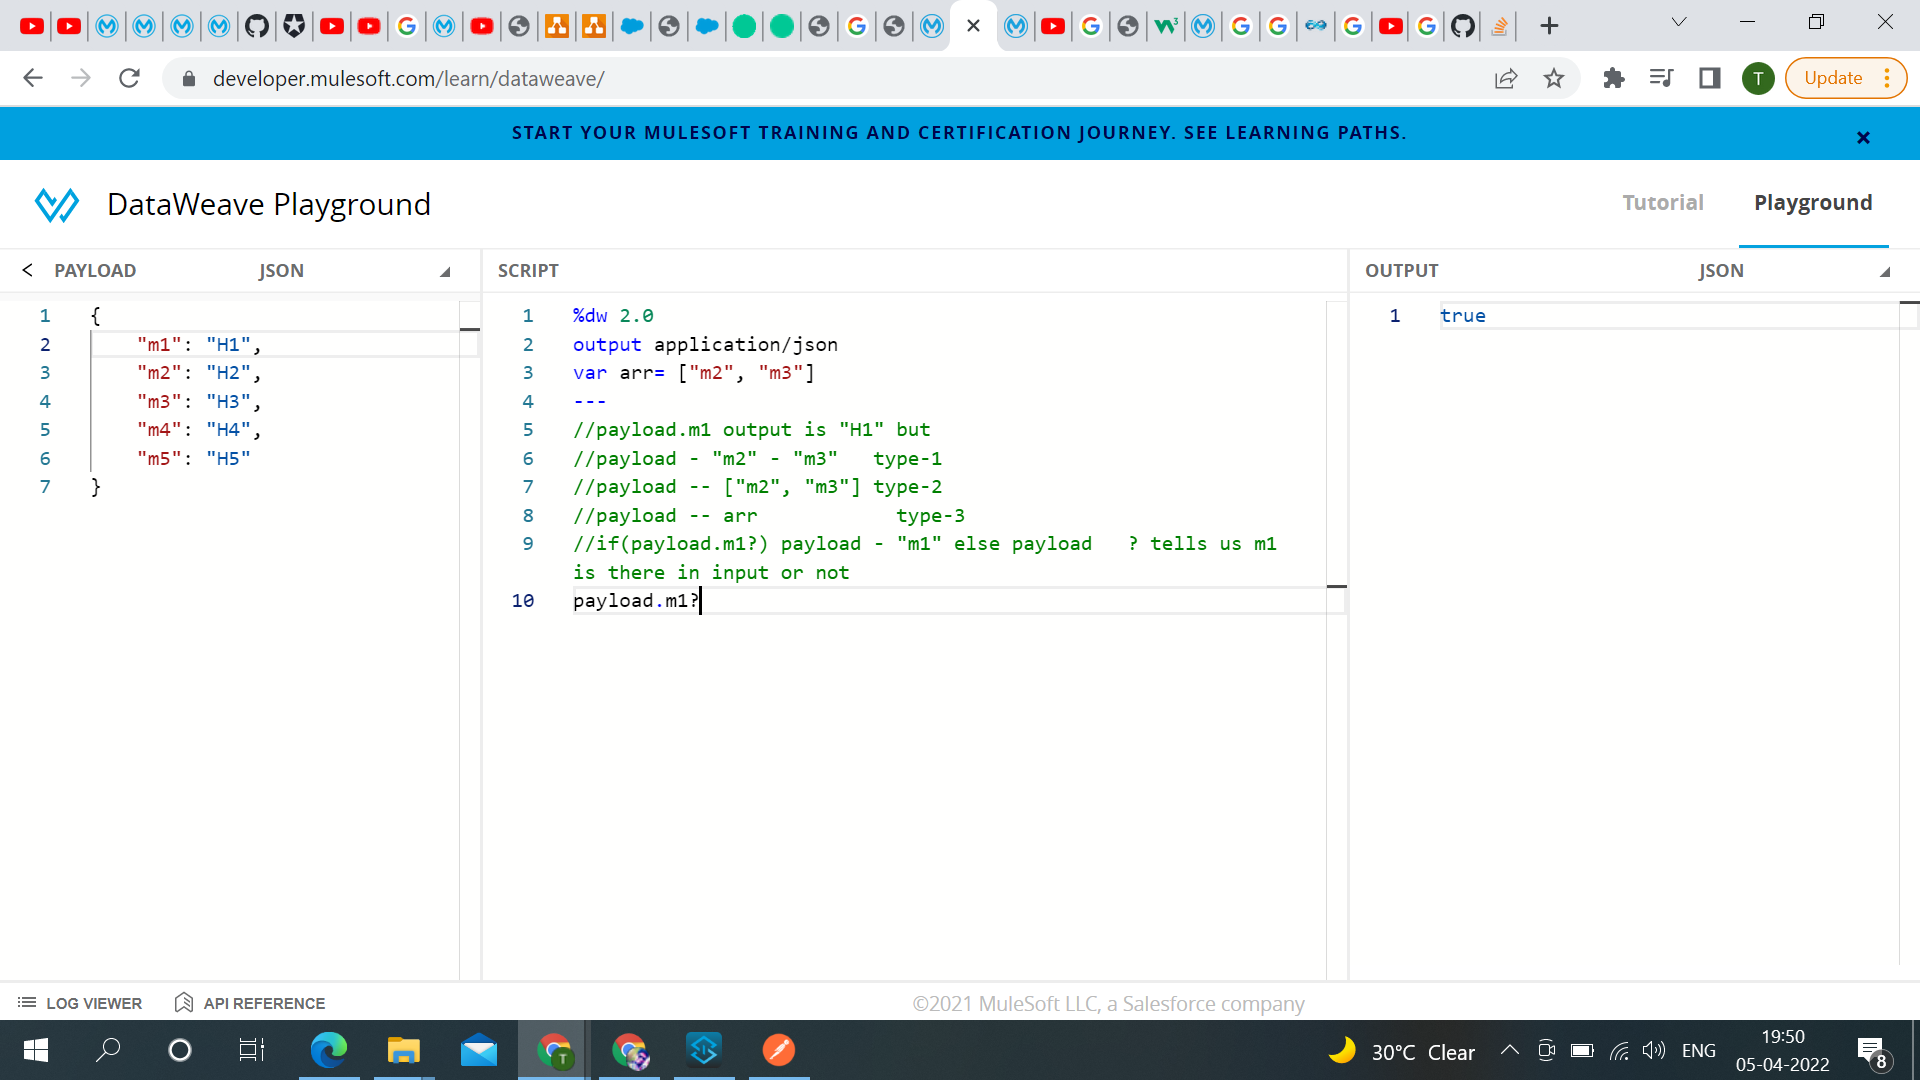 developer.mulesoft.com/learn/dataweave/
T
Update
START YOUR MULESOFT TRAINING AND CERTIFICATION JOURNEY. SEE LEARNING PATHS.
DataWeave Playground
Tutorial
Playground
PAYLOAD
JSON
SCRIPT
OUTPUT
JSON
1 {
2 "m1": "H1",
3 "m2": "H2",
4 "m3": "H3",
5 "m4": "H4",
6 "m5": "H5"
7 }
1 %dw 2.0
2 output application/json
3 var arr= ["m2", "m3"]
4 ---
5 //payload.m1 output is "H1" but
6 //payload - "m2" - "m3"   type-1
7 //payload -- ["m2", "m3"] type-2
8 //payload -- arr            type-3
9 //if(payload.m1?) payload - "m1" else payload   ? tells us m1
is there in input or not
10 payload.m1?
1 true
LOG VIEWER
API REFERENCE
©2021 MuleSoft LLC, a Salesforce company
T
30°C Clear
ENG
19:50
05-04-2022
8